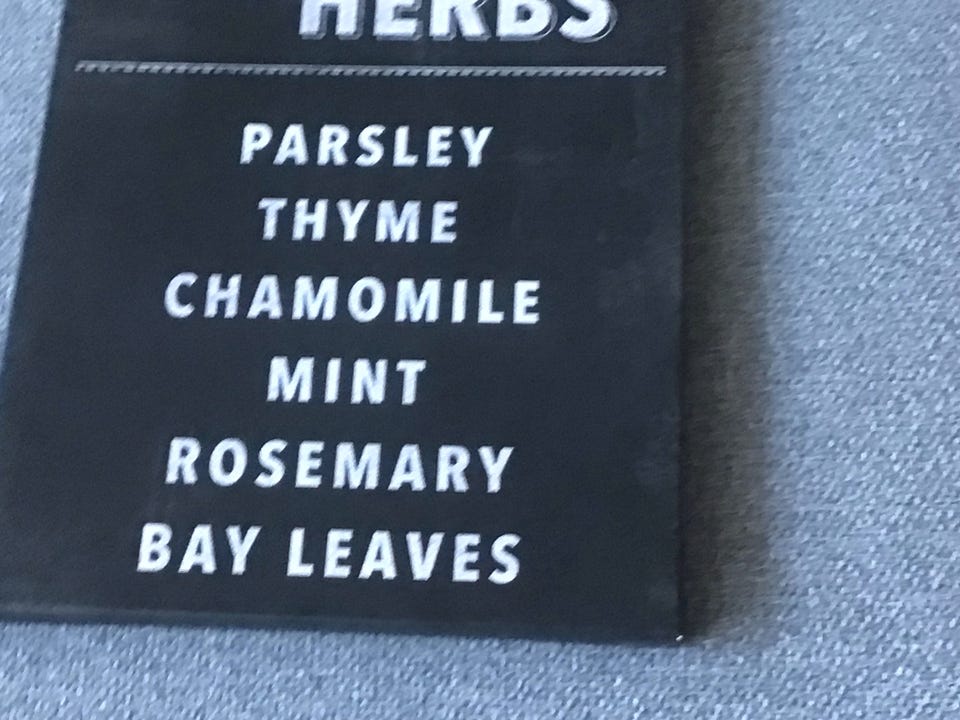 HERBS
PARSLEY
THYME
CHAMOMILE
MINT
ROSEMARY
BAY LEAVES